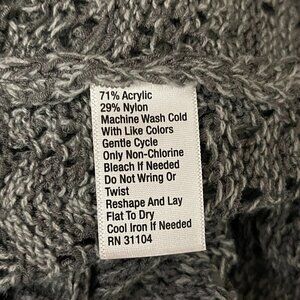 71% Acrylic
29% Nylon
Machine Wash Cold
With Like Colors
Gentle Cycle
Only Non-Chlorine
Bleach If Needed
Do Not Wring Or
Twist
Reshape And Lay
Flat To Dry
Cool Iron If Needed
RN 31104